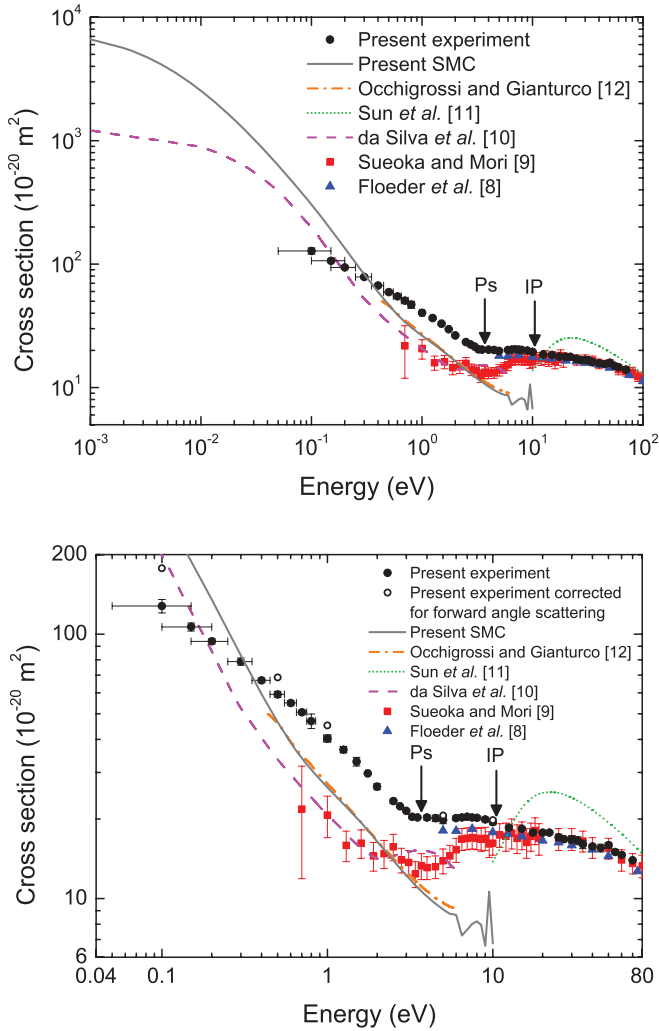 10⁴
Present experiment
Present SMC
Occhigrossi and Gianturco [12]
Sun et al. [11]
da Silva et al. [10]
Sueoka and Mori [9]
Floeder et al. [8]
10³
10²
10¹
Cross section (10⁻²⁰ m²)
Ps
IP
10⁻³
10⁻²
10⁻¹
10⁰
10¹
10²
Energy (eV)
200
Present experiment
Present experiment corrected
for forward angle scattering
Present SMC
Occhigrossi and Gianturco [12]
Sun et al. [11]
da Silva et al. [10]
Sueoka and Mori [9]
Floeder et al. [8]
100
Cross section (10⁻²⁰ m²)
Ps
IP
10
6
0.04
0.1
1
10
80
Energy (eV)